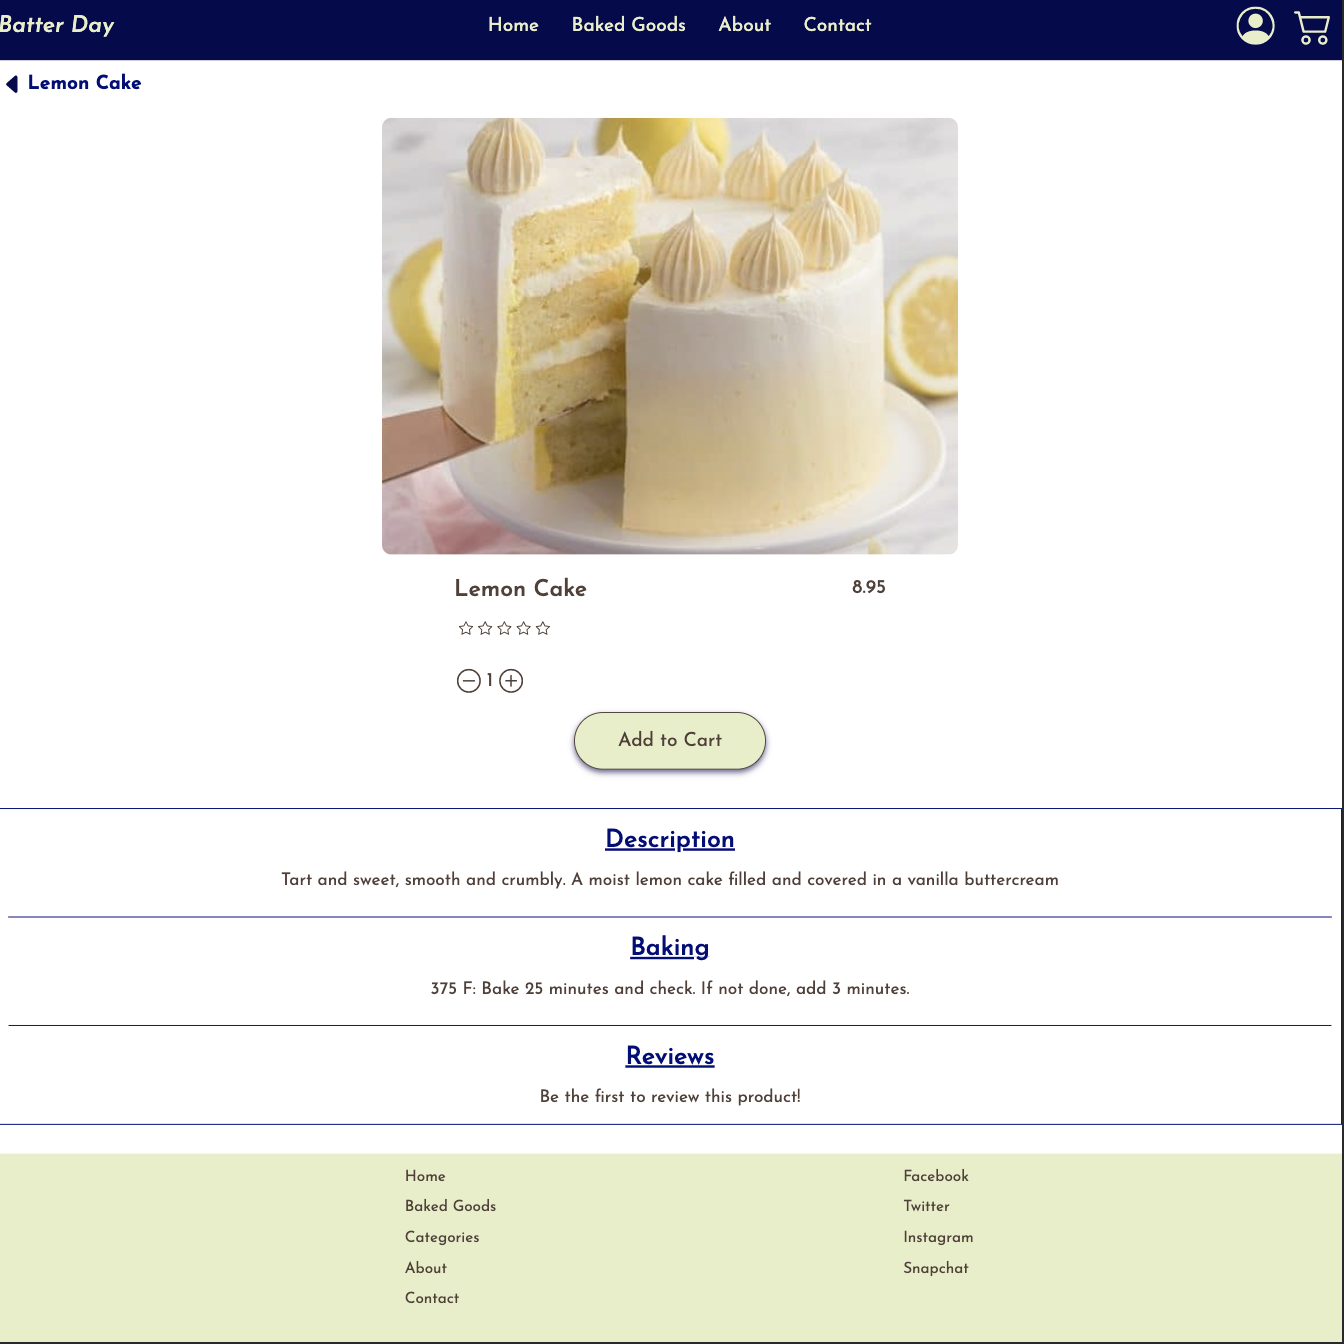 Batter Day
Home Baked Goods About Contact
Lemon Cake
Lemon Cake 8.95
1
Add to Cart
Description
Tart and sweet, smooth and crumbly. A moist lemon cake filled and covered in a vanilla buttercream
Baking
375 F: Bake 25 minutes and check. If not done, add 3 minutes.
Reviews
Be the first to review this product!
Home
Baked Goods
Categories
About
Contact
Facebook
Twitter
Instagram
Snapchat